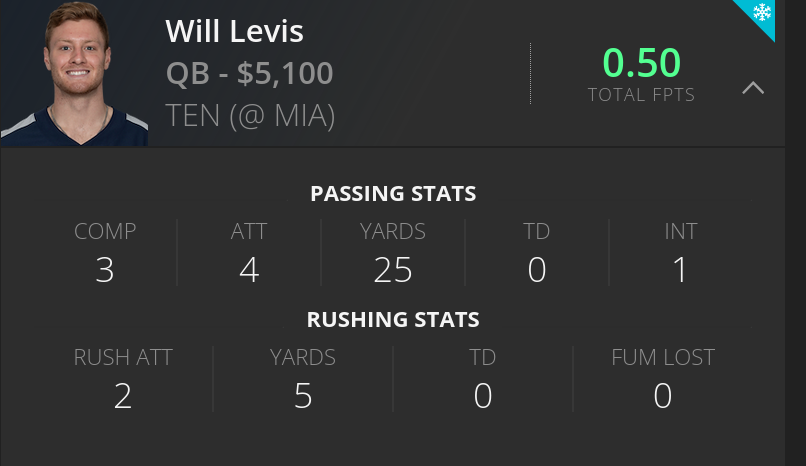 Will Levis
QB - $5,100
TEN (@ MIA)
0.50
TOTAL FPTS
PASSING STATS
COMP ATT YARDS TD INT
3 4 25 0 1
RUSHING STATS
RUSH ATT YARDS TD FUM LOST
2 5 0 0